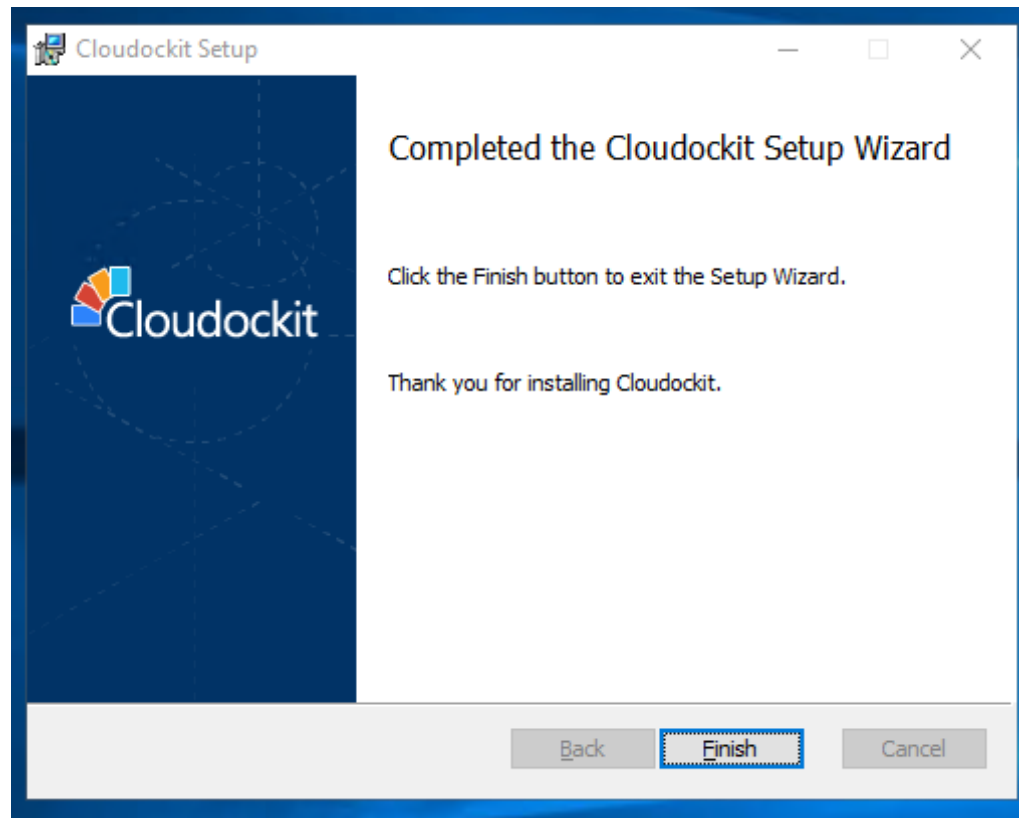 Cloudockit Setup
Completed the Cloudockit Setup Wizard
Click the Finish button to exit the Setup Wizard.
Cloudockit
Thank you for installing Cloudockit.
Back Finish Cancel